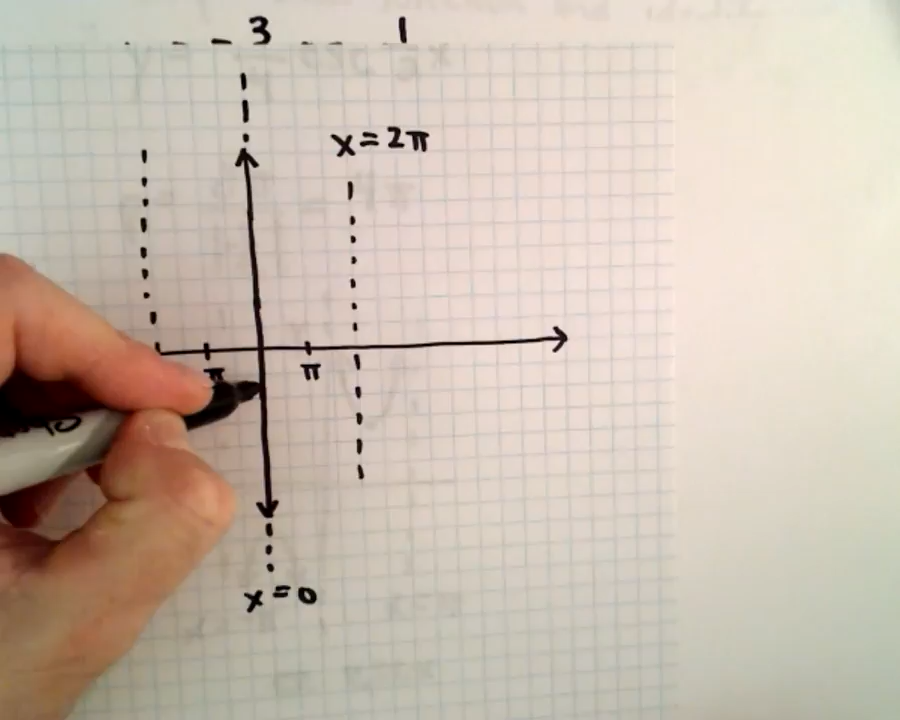 3 1
x = 2π
π π
x = 0